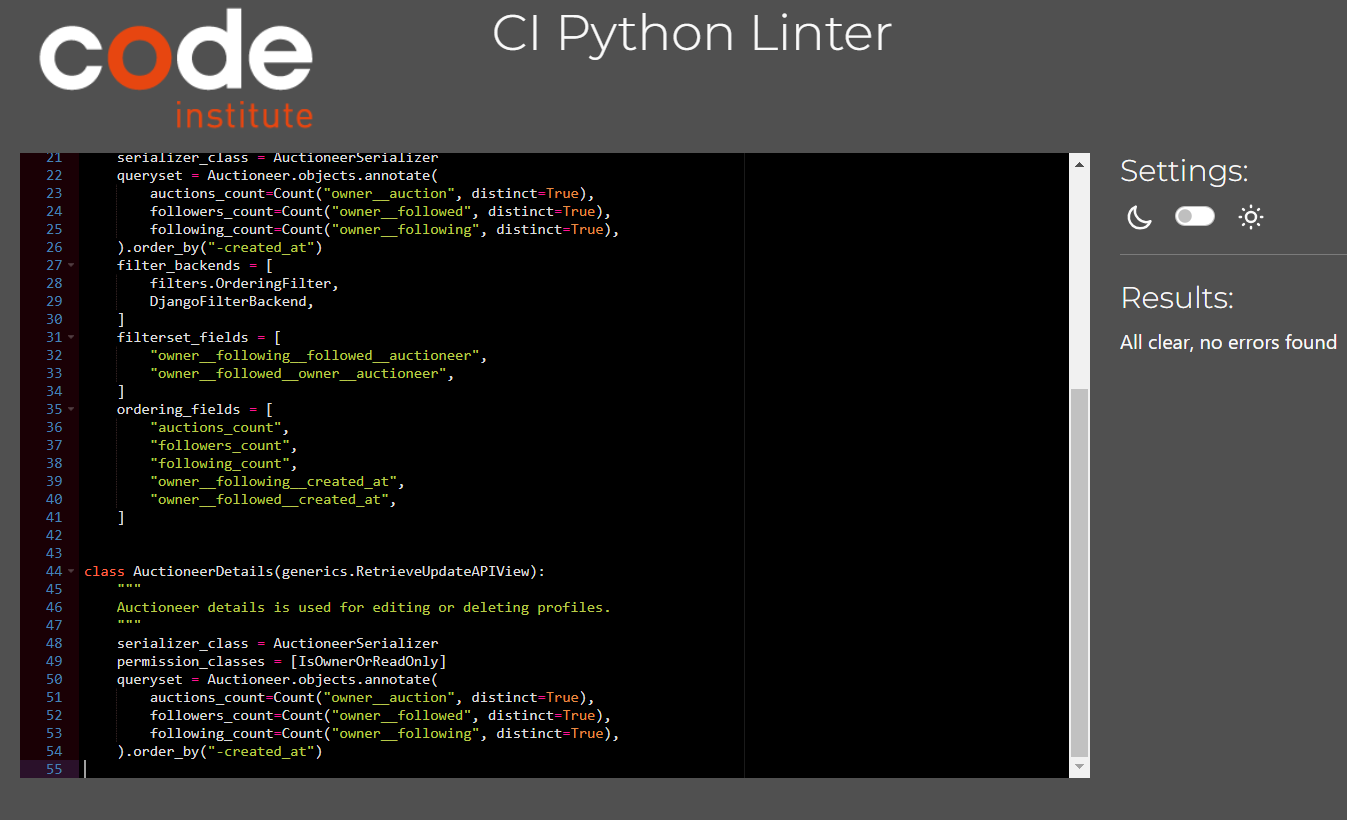 code
institute
CI Python Linter
21 serializer_class = AuctioneerSerializer
22 queryset = Auctioneer.objects.annotate(
23 auctions_count=Count("owner__auction", distinct=True),
24 followers_count=Count("owner__followed", distinct=True),
25 following_count=Count("owner__following", distinct=True),
26 ).order_by("-created_at")
27 filter_backends = [
28 filters.OrderingFilter,
29 DjangoFilterBackend,
30 ]
31 filterset_fields = [
32 "owner__following__followed__auctioneer",
33 "owner__followed__owner__auctioneer",
34 ]
35 ordering_fields = [
36 "auctions_count",
37 "followers_count",
38 "following_count",
39 "owner__following__created_at",
40 "owner__followed__created_at",
41 ]
42
43
44 class AuctioneerDetails(generics.RetrieveUpdateAPIView):
45 """
46 Auctioneer details is used for editing or deleting profiles.
47 """
48 serializer_class = AuctioneerSerializer
49 permission_classes = [IsOwnerOrReadOnly]
50 queryset = Auctioneer.objects.annotate(
51 auctions_count=Count("owner__auction", distinct=True),
52 followers_count=Count("owner__followed", distinct=True),
53 following_count=Count("owner__following", distinct=True),
54 ).order_by("-created_at")
55
Settings:
Results:
All clear, no errors found